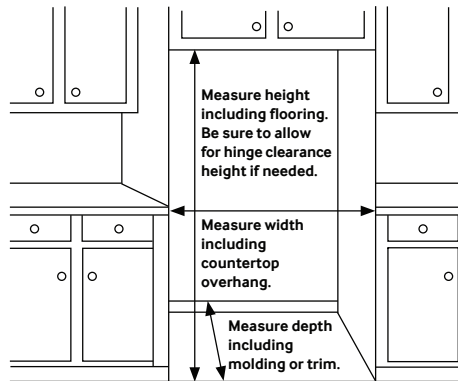 Measure height
including flooring.
Be sure to allow
for hinge clearance
height if needed.
Measure width
including
countertop
overhang.
Measure depth
including
molding or trim.